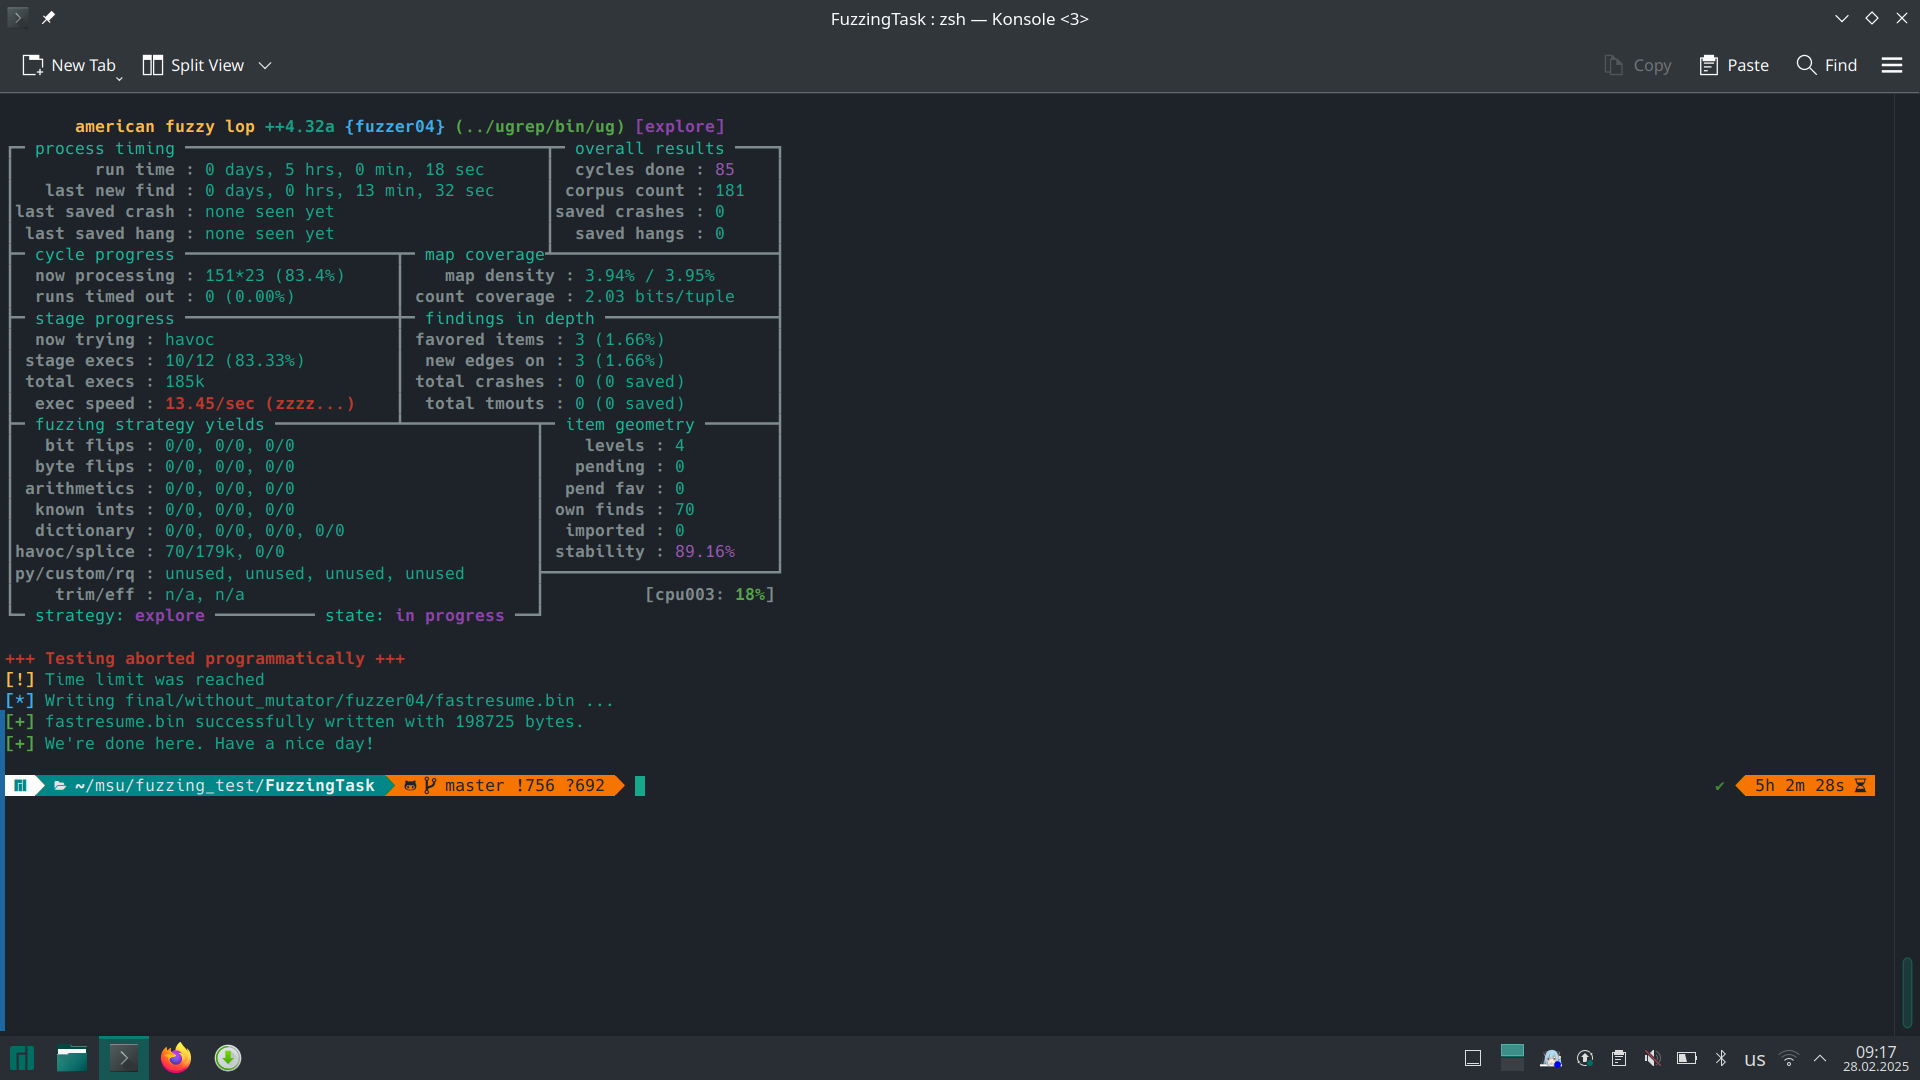 FuzzingTask : zsh — Konsole <3>
New Tab
Split View
Copy
Paste
Find
american fuzzy lop ++4.32a {fuzzer04} (../ugrep/bin/ug) [explore]
process timing
overall results
run time : 0 days, 5 hrs, 0 min, 18 sec
cycles done : 85
last new find : 0 days, 0 hrs, 13 min, 32 sec
corpus count : 181
last saved crash : none seen yet
saved crashes : 0
last saved hang : none seen yet
saved hangs : 0
cycle progress
map coverage
now processing : 151*23 (83.4%)
map density : 3.94% / 3.95%
runs timed out : 0 (0.00%)
count coverage : 2.03 bits/tuple
stage progress
findings in depth
now trying : havoc
favored items : 3 (1.66%)
stage execs : 10/12 (83.33%)
new edges on : 3 (1.66%)
total execs : 185k
total crashes : 0 (0 saved)
exec speed : 13.45/sec (zzzz...)
total tmouts : 0 (0 saved)
fuzzing strategy yields
item geometry
bit flips : 0/0, 0/0, 0/0
levels : 4
byte flips : 0/0, 0/0, 0/0
pending : 0
arithmetics : 0/0, 0/0, 0/0
pend fav : 0
known ints : 0/0, 0/0, 0/0
own finds : 70
dictionary : 0/0, 0/0, 0/0, 0/0
imported : 0
havoc/splice : 70/179k, 0/0
stability : 89.16%
py/custom/rq : unused, unused, unused, unused
trim/eff : n/a, n/a
[cpu003: 18%]
strategy: explore
state: in progress
+++ Testing aborted programmatically +++
[!] Time limit was reached
[*] Writing final/without_mutator/fuzzer04/fastresume.bin ...
[+] fastresume.bin successfully written with 198725 bytes.
[+] We're done here. Have a nice day!
~/msu/fuzzing_test/FuzzingTask
master !756 ?692
✔ 5h 2m 28s
us
09:17
28.02.2025